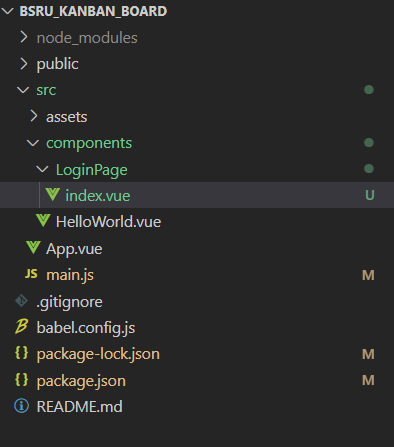 BSRU_KANBAN_BOARD
node_modules
public
src
assets
components
LoginPage
index.vue U
HelloWorld.vue
App.vue
JS main.js M
.gitignore
babel.config.js
{} package-lock.json M
{} package.json M
README.md